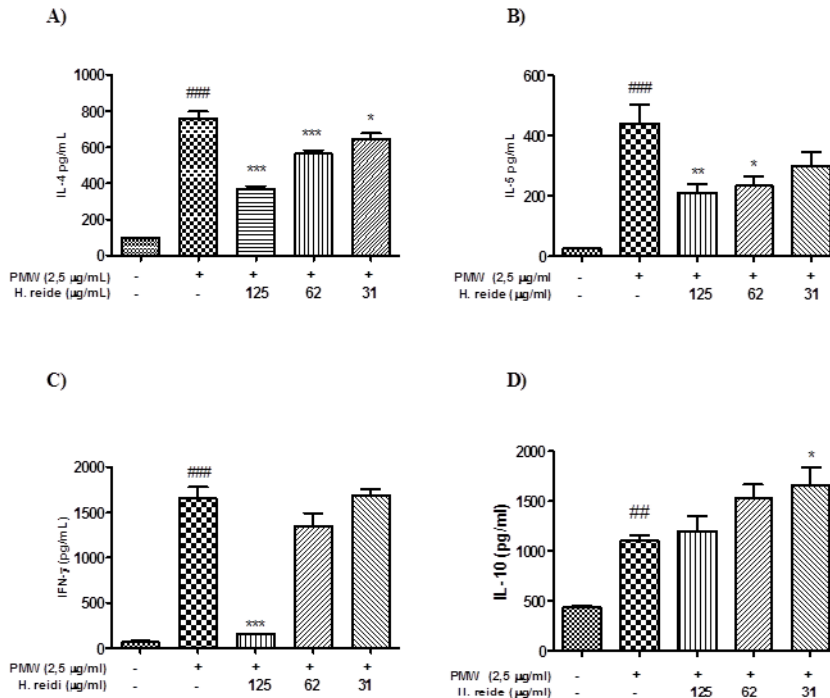 A)
IL-4 pg/mL
1000
800
600
400
200
0
###
***
***
*
PMW (2,5 µg/mL) - + + + +
H. reide (µg/mL) - - 125 62 31
B)
IL-5 pg/mL
600
400
200
0
###
**
*
PMW (2,5 µg/ml - + + + +
H. reide (µg/ml) - - 125 62 31
C)
IFN-γ (pg/mL)
2000
1500
1000
500
0
###
***
PMW (2,5 µg/ml) - + + + +
H. reidi (µg/ml) - - 125 62 31
D)
IL-10 (pg/ml)
2000
1500
1000
500
0
##
*
PMW (2,5 µg/ml) - + + + +
H. reide (µg/ml) - - 125 62 31